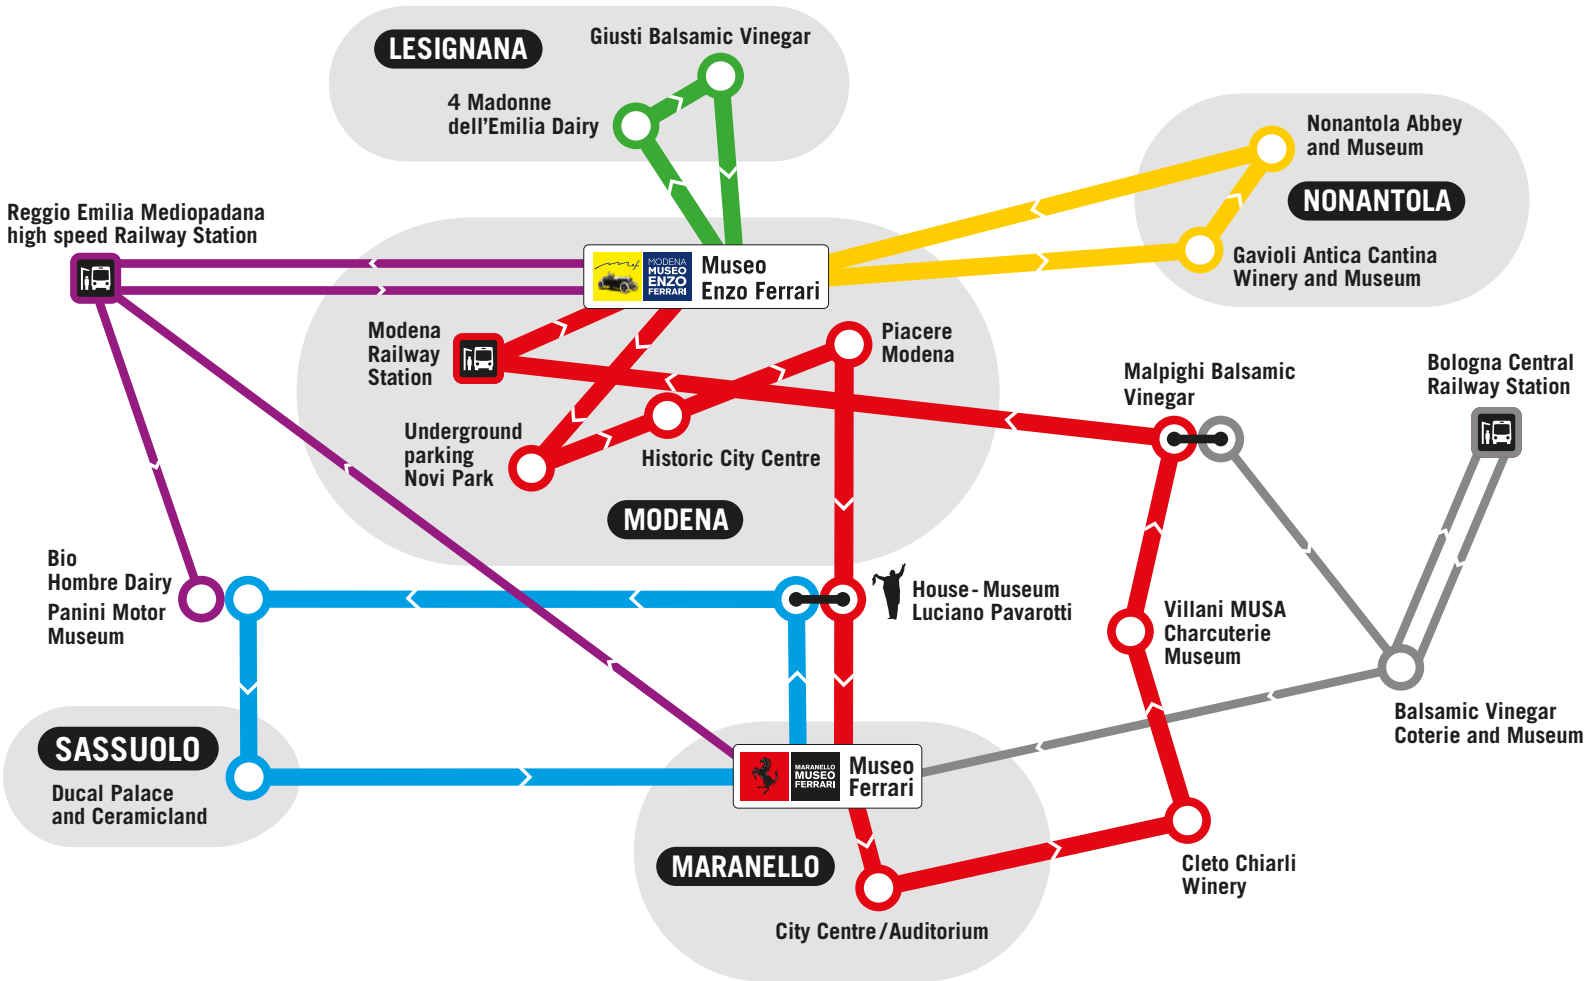 LESIGNANA
Giusti Balsamic Vinegar
4 Madonne
dell'Emilia Dairy
Nonantola Abbey
and Museum
NONANTOLA
Gavioli Antica Cantina
Winery and Museum
Reggio Emilia Mediopadana
high speed Railway Station
MODENA
MUSEO
ENZO
FERRARI
Museo
Enzo Ferrari
Modena
Railway
Station
Piacere
Modena
Underground
parking
Novi Park
Historic City Centre
MODENA
Malpighi Balsamic
Vinegar
Bologna Central
Railway Station
Bio
Hombre Dairy
Panini Motor
Museum
House-Museum
Luciano Pavarotti
Villani MUSA
Charcuterie
Museum
Balsamic Vinegar
Coterie and Museum
SASSUOLO
Ducal Palace
and Ceramicland
MARANELLO
MUSEO
FERRARI
Museo
Ferrari
MARANELLO
Cleto Chiarli
Winery
City Centre/Auditorium